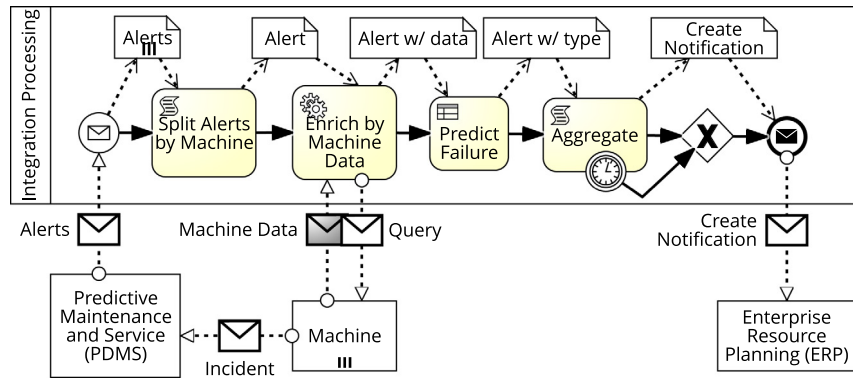 Integration Processing
Alerts
Alert
Alert w/ data
Alert w/ type
Create
Notification
Split Alerts
by Machine
Enrich by
Machine
Data
Predict
Failure
Aggregate
X
Alerts
Machine Data
Query
Create
Notification
Predictive
Maintenance
and Service
(PDMS)
Incident
Machine
Enterprise
Resource
Planning (ERP)